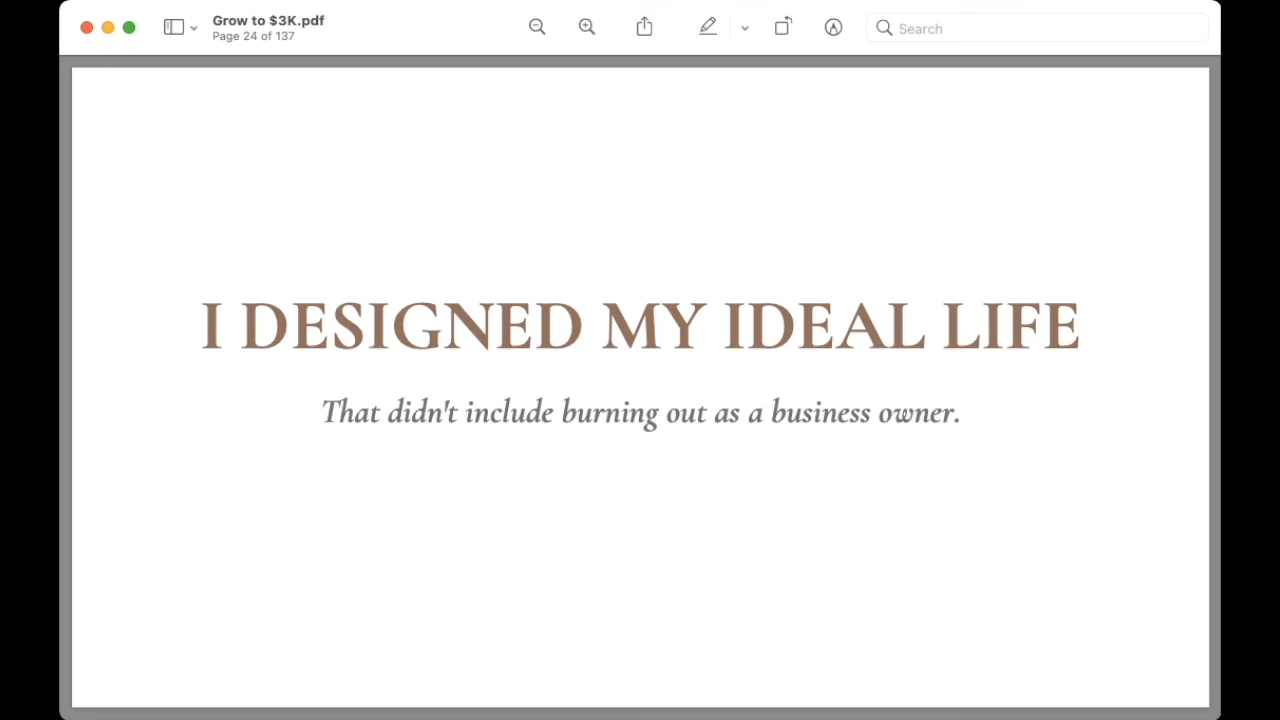 Grow to $3K.pdf
Page 24 of 137
Search
I DESIGNED MY IDEAL LIFE
That didn't include burning out as a business owner.